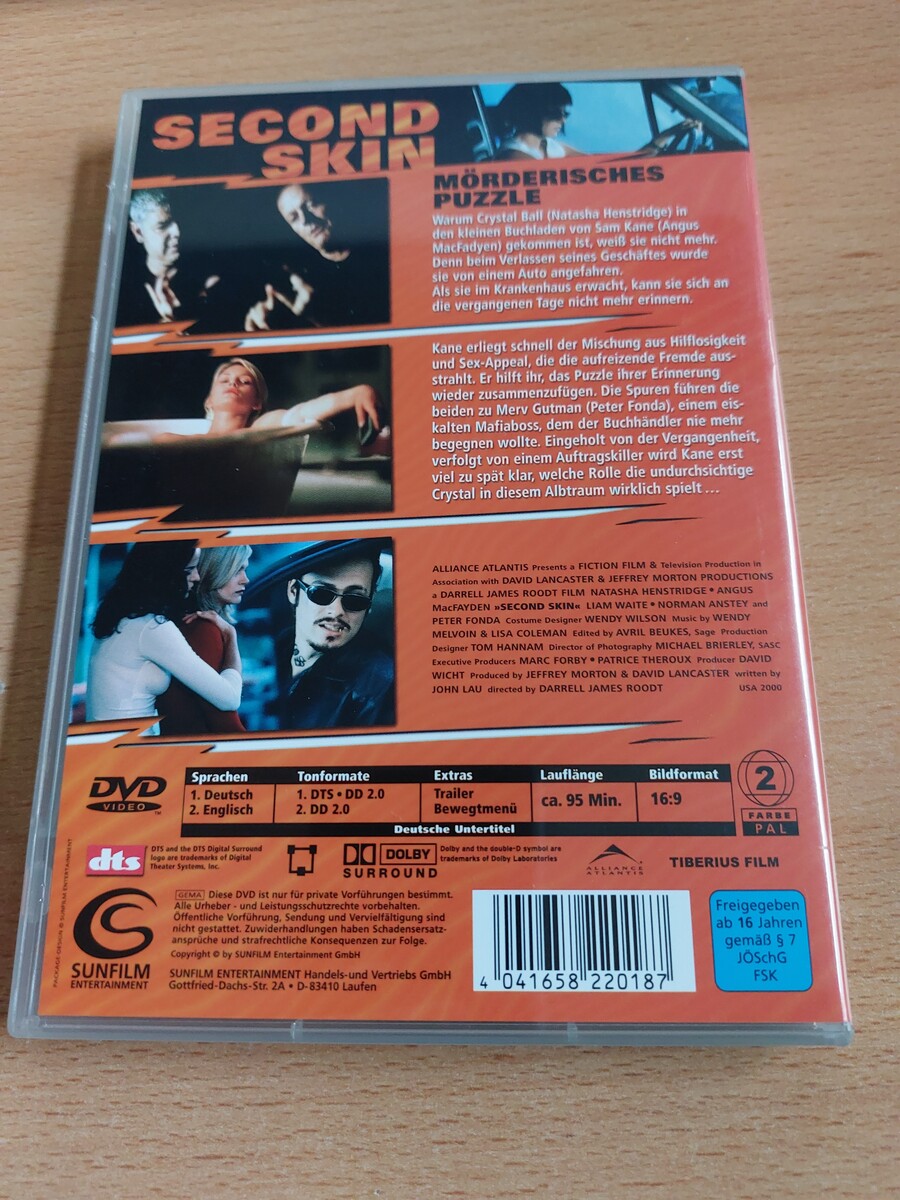 SECOND
SKIN
MÖRDERISCHES
PUZZLE
Warum Crystal Ball (Natasha Henstridge) in
den kleinen Buchladen von Sam Kane (Angus
MacFadyen) gekommen ist, weiß sie nicht mehr.
Denn beim Verlassen seines Geschäftes wurde
sie von einem Auto angefahren.
Als sie im Krankenhaus erwacht, kann sie sich an
die vergangenen Tage nicht mehr erinnern.
Kane erliegt schnell der Mischung aus Hilflosigkeit
und Sex-Appeal, die die aufreizende Fremde aus-
strahlt. Er hilft ihr, das Puzzle ihrer Erinnerung
wieder zusammenzufügen. Die Spuren führen die
beiden zu Merv Gutman (Peter Fonda), einem eis-
kalten Mafiaboss, dem der Buchhändler nie mehr
begegnen wollte. Eingeholt von der Vergangenheit,
verfolgt von einem Auftragskiller wird Kane erst
viel zu spät klar, welche Rolle die undurchsichtige
Crystal in diesem Albtraum wirklich spielt ...
ALLIANCE ATLANTIS Presents a FICTION FILM & Television Production in
Association with DAVID LANCASTER & JEFFREY MORTON PRODUCTIONS
a DARRELL JAMES ROODT FILM NATASHA HENSTRIDGE • ANGUS
MacFAYDEN »SECOND SKIN« LIAM WAITE • NORMAN ANSTEY and
PETER FONDA Costume Designer WENDY WILSON Music by WENDY
MELVOIN & LISA COLEMAN Edited by AVRIL BEUKES, Sage Production
Designer TOM HANNAM Director of Photography MICHAEL BRIERLEY, SASC
Executive Producers MARC FORBY • PATRICE THEROUX Producer DAVID
WICHT Produced by JEFFREY MORTON & DAVID LANCASTER written by
JOHN LAU directed by DARRELL JAMES ROODT USA 2000
DVD
VIDEO™
Sprachen
1. Deutsch
2. Englisch
Tonformate
1. DTS • DD 2.0
2. DD 2.0
Extras
Trailer
Bewegtmenü
Lauflänge
ca. 95 Min.
Bildformat
16:9
Deutsche Untertitel
2
FARBE
PAL
dts
DTS and the DTS Digital Surround
logo are trademarks of Digital
Theater Systems, Inc.
DOLBY
SURROUND
Dolby and the double-D symbol are
trademarks of Dolby Laboratories
ALLIANCE
ATLANTIS
TIBERIUS FILM
GEMA Diese DVD ist nur für private Vorführungen bestimmt.
Alle Urheber - und Leistungsschutzrechte vorbehalten.
Öffentliche Vorführung, Sendung und Vervielfältigung sind
nicht gestattet. Zuwiderhandlungen haben Schadensersatz-
ansprüche und strafrechtliche Konsequenzen zur Folge.
Copyright © by SUNFILM Entertainment GmbH
SUNFILM ENTERTAINMENT Handels-und Vertriebs GmbH
Gottfried-Dachs-Str. 2A • D-83410 Laufen
SUNFILM
ENTERTAINMENT
PACKAGE-DESIGN @ SUNFILM ENTERTAINMENT
4 041658 220187
Freigegeben
ab 16 Jahren
gemäß § 7
JÖSchG
FSK